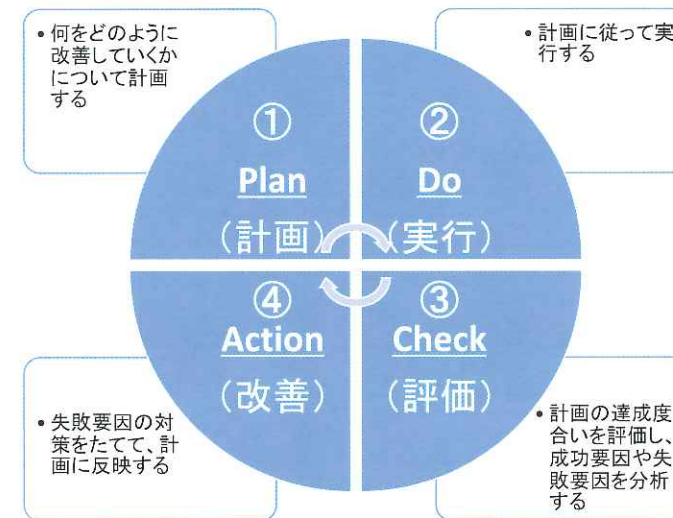 • 何をどのように
改善していくか
について計画
する
①
Plan
(計画)
• 計画に従って実
行する
②
Do
(実行)
③
Check
(評価)
• 計画の達成度
合いを評価し、
成功要因や失
敗要因を分析
する
④
Action
(改善)
• 失敗要因の対
策をたてて、計
画に反映する